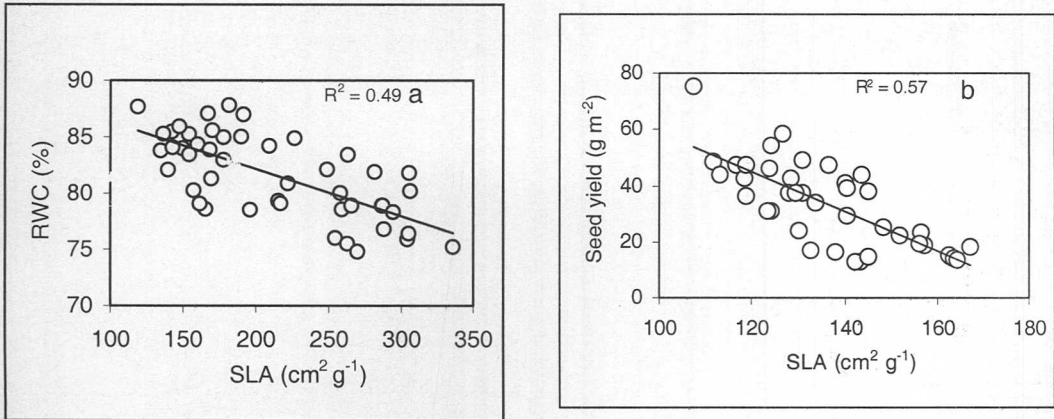 R² = 0.49 a
90
85
80
75
70
RWC (%)
100 150 200 250 300 350
SLA (cm² g⁻¹)
R² = 0.57 b
80
60
40
20
0
Seed yield (g m⁻²)
100 120 140 160 180
SLA (cm² g⁻¹)